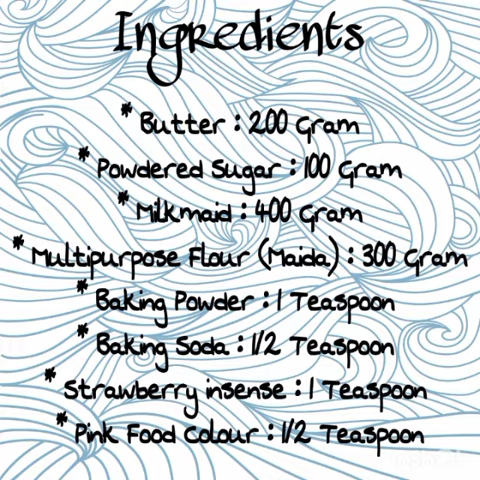 Ingredients
* Butter : 200 Gram
* Powdered Sugar : 100 Gram
* Milkmaid : 400 Gram
* Multipurpose Flour (Maida) : 300 Gram
* Baking Powder : 1 Teaspoon
* Baking Soda : 1/2 Teaspoon
* Strawberry insense : 1 Teaspoon
* Pink Food Colour : 1/2 Teaspoon